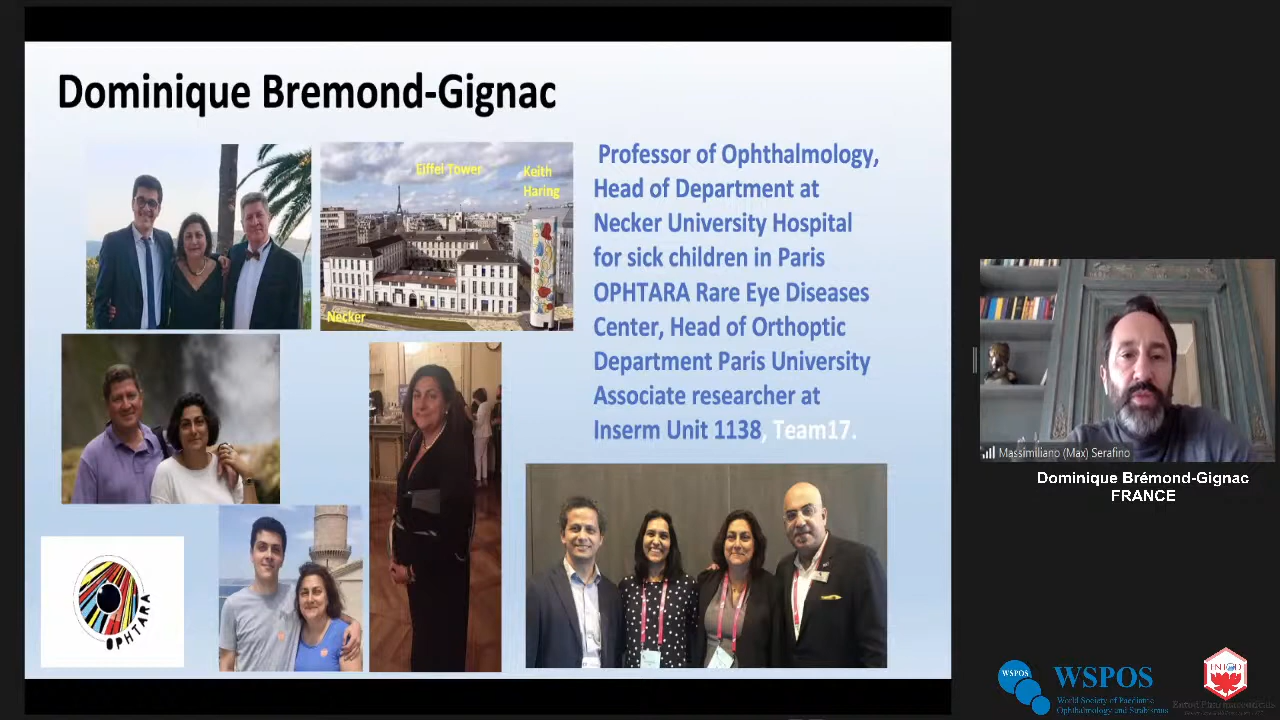 Dominique Bremond-Gignac
Eiffel Tower
Keith
Haring
Necker
Professor of Ophthalmology,
Head of Department at
Necker University Hospital
for sick children in Paris
OPHTARA Rare Eye Diseases
Center, Head of Orthoptic
Department Paris University
Associate researcher at
Inserm Unit 1138, Team17.
OPHTARA
Massimiliano (Max) Serafino
Dominique Brémond-Gignac
FRANCE
WSPOS
WSPOS
World Society of Paediatric
Ophthalmology and Strabismus
Entod Pharmaceuticals